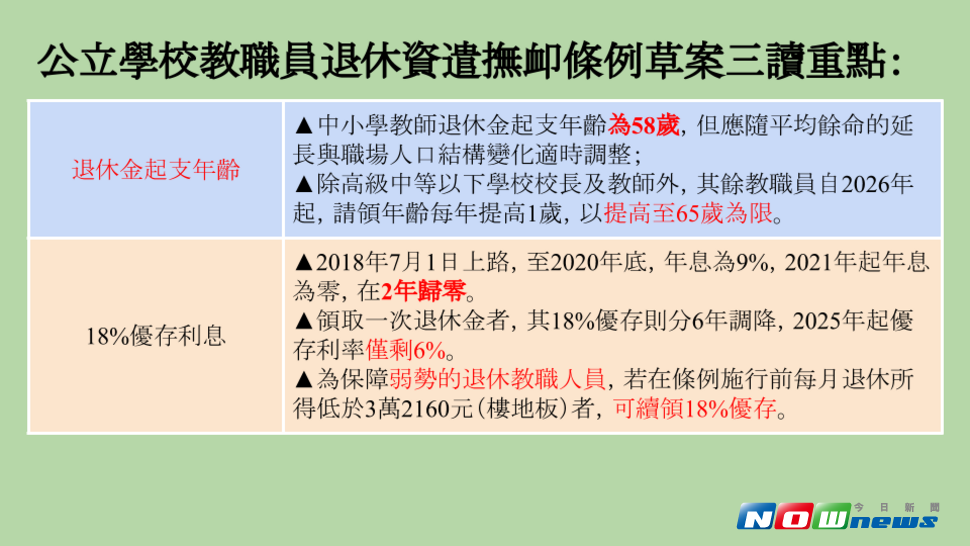 公立學校教職員退休資遣撫卹條例草案三讀重點：
退休金起支年齡
▲中小學教師退休金起支年齡為58歲，但應隨平均餘命的延
長與職場人口結構變化適時調整；
▲除高級中等以下學校校長及教師外，其餘教職員自2026年
起，請領年齡每年提高1歲，以提高至65歲為限。
18%優存利息
▲2018年7月1日上路，至2020年底，年息為9%，2021年起年息
為零，在2年歸零。
▲領取一次退休金者，其18%優存則分6年調降，2025年起優
存利率僅剩6%。
▲為保障弱勢的退休教職人員，若在條例施行前每月退休所
得低於3萬2160元（樓地板）者，可續領18%優存。
NOWnews 今日新聞